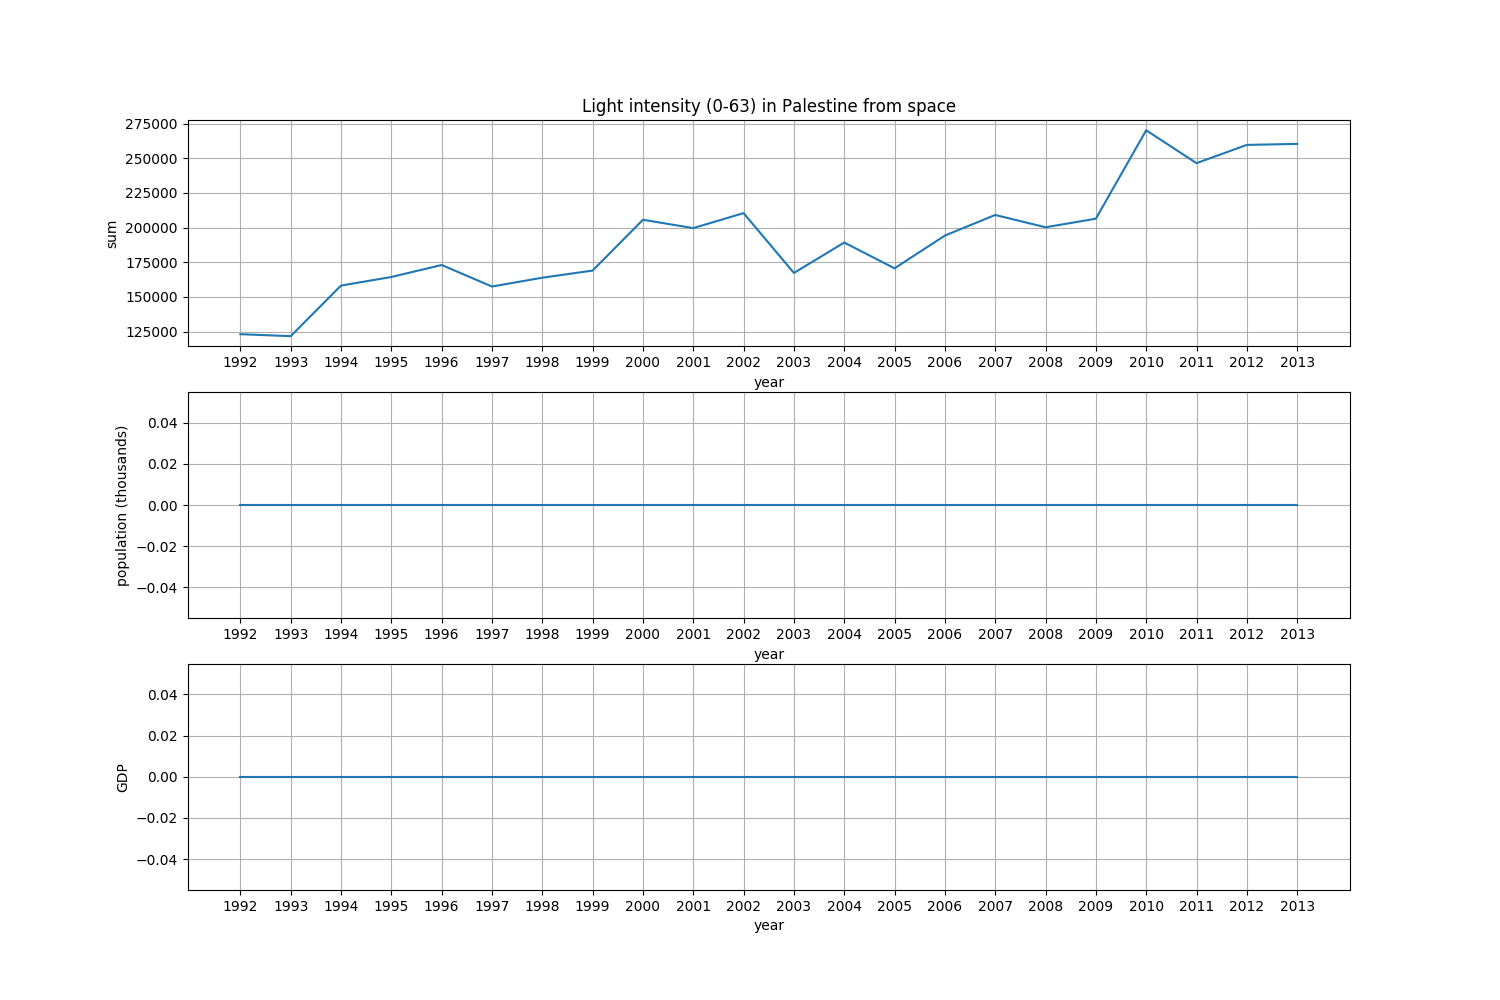 Light intensity (0-63) in Palestine from space
275000
250000
225000
200000
175000
150000
125000
sum
1992 1993 1994 1995 1996 1997 1998 1999 2000 2001 2002 2003 2004 2005 2006 2007 2008 2009 2010 2011 2012 2013
year
0.04
0.02
0.00
−0.02
−0.04
population (thousands)
1992 1993 1994 1995 1996 1997 1998 1999 2000 2001 2002 2003 2004 2005 2006 2007 2008 2009 2010 2011 2012 2013
year
0.04
0.02
0.00
−0.02
−0.04
GDP
1992 1993 1994 1995 1996 1997 1998 1999 2000 2001 2002 2003 2004 2005 2006 2007 2008 2009 2010 2011 2012 2013
year